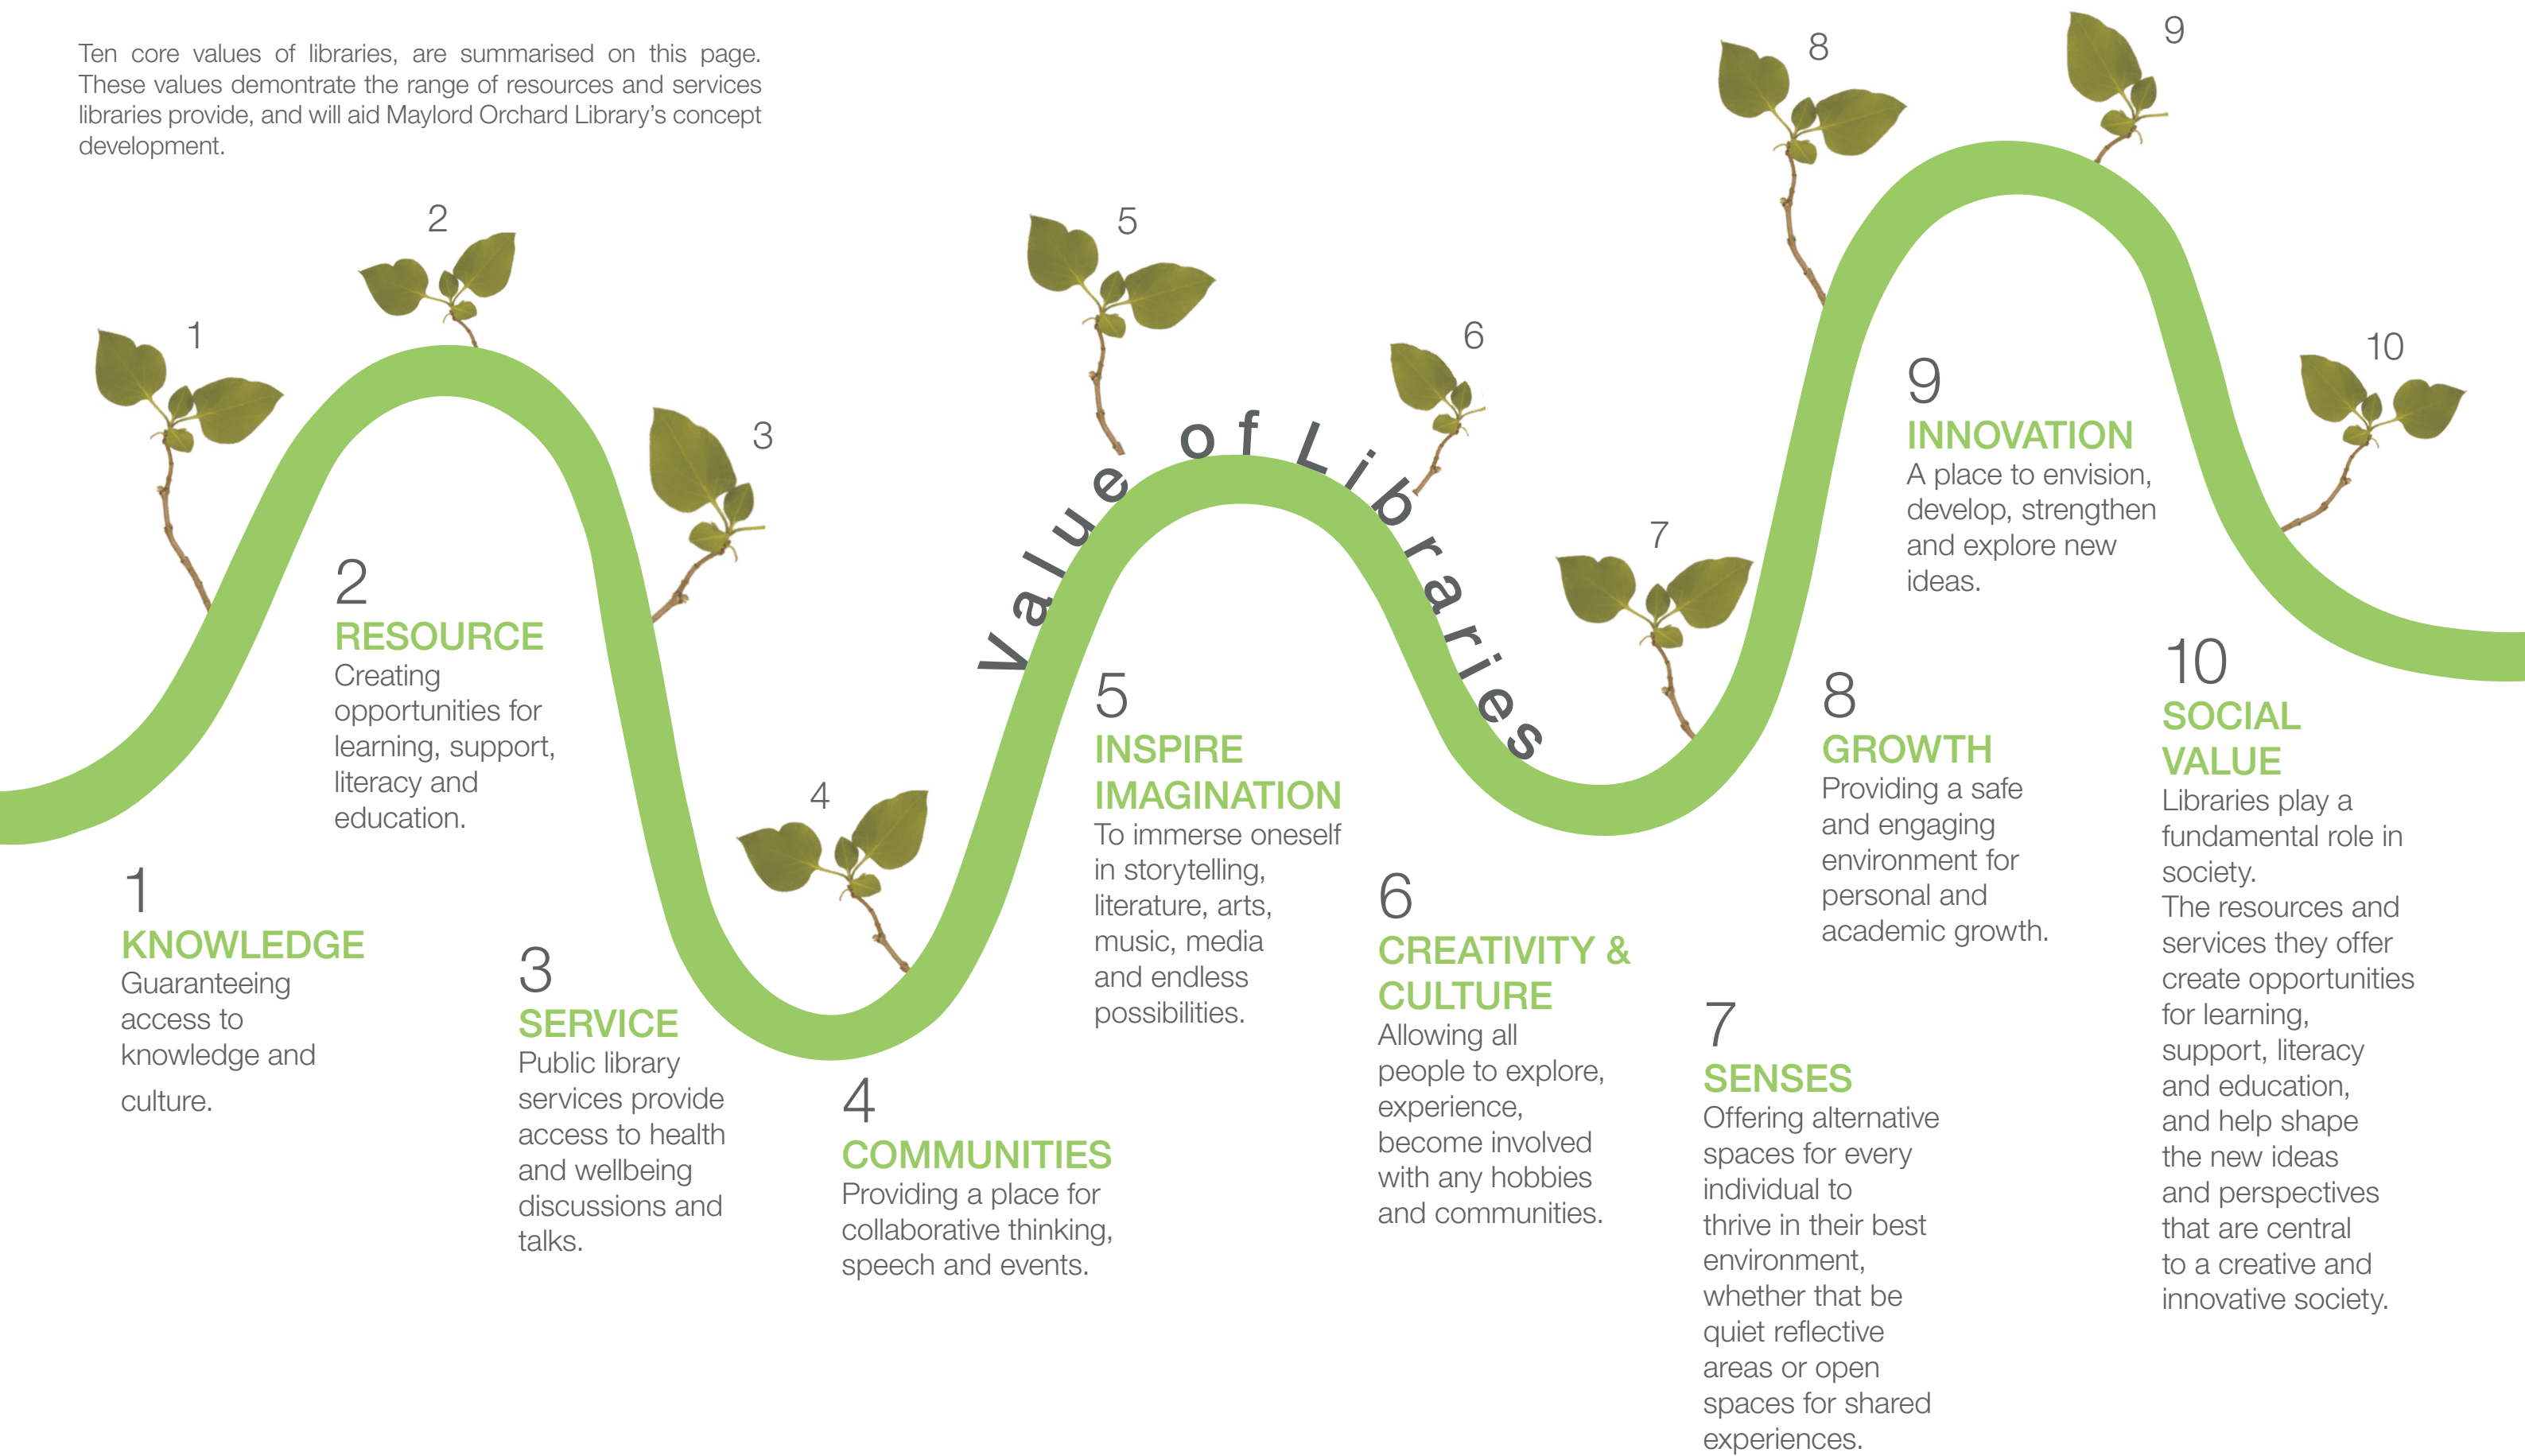 Ten core values of libraries, are summarised on this page.
These values demontrate the range of resources and services
libraries provide, and will aid Maylord Orchard Library's concept
development.
1
2
3
4
5
6
7
8
9
10
Value of Libraries
1
KNOWLEDGE
Guaranteeing
access to
knowledge and
culture.
2
RESOURCE
Creating
opportunities for
learning, support,
literacy and
education.
3
SERVICE
Public library
services provide
access to health
and wellbeing
discussions and
talks.
4
COMMUNITIES
Providing a place for
collaborative thinking,
speech and events.
5
INSPIRE
IMAGINATION
To immerse oneself
in storytelling,
literature, arts,
music, media
and endless
possibilities.
6
CREATIVITY &
CULTURE
Allowing all
people to explore,
experience,
become involved
with any hobbies
and communities.
7
SENSES
Offering alternative
spaces for every
individual to
thrive in their best
environment,
whether that be
quiet reflective
areas or open
spaces for shared
experiences.
8
GROWTH
Providing a safe
and engaging
environment for
personal and
academic growth.
9
INNOVATION
A place to envision,
develop, strengthen
and explore new
ideas.
10
SOCIAL
VALUE
Libraries play a
fundamental role in
society.
The resources and
services they offer
create opportunities
for learning,
support, literacy
and education,
and help shape
the new ideas
and perspectives
that are central
to a creative and
innovative society.